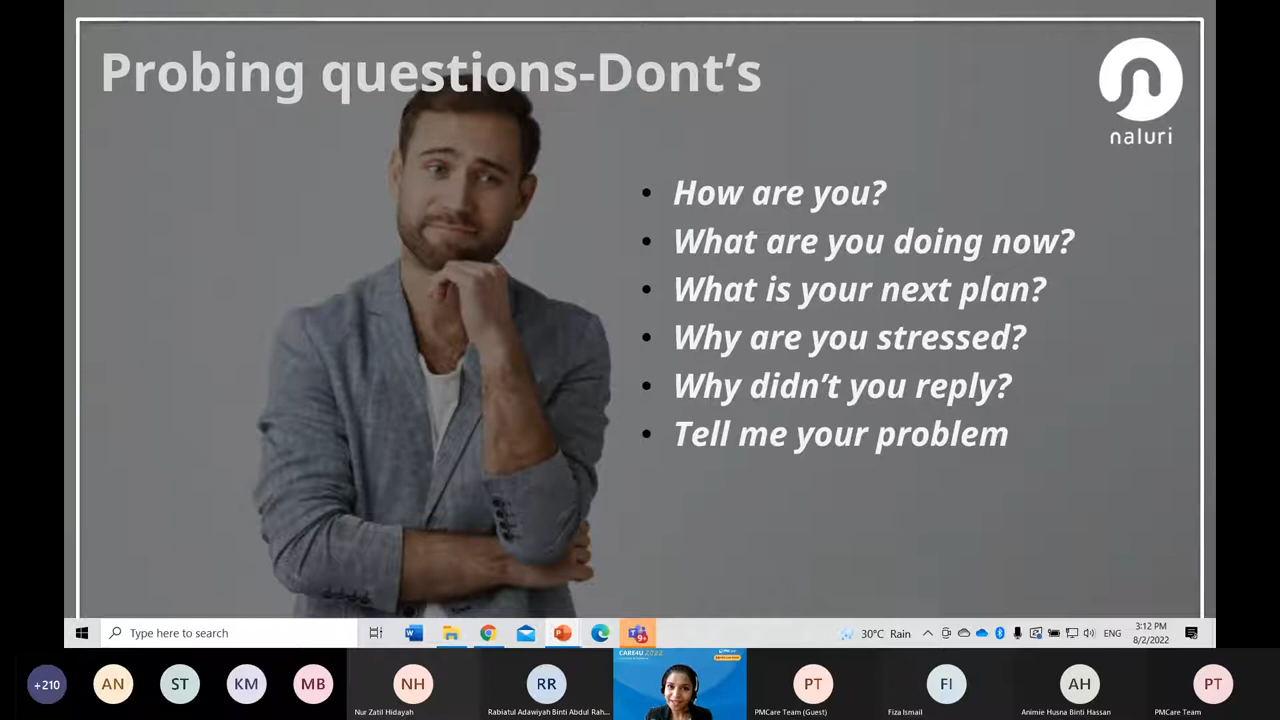 Probing questions-Dont's
naluri
• How are you?
• What are you doing now?
• What is your next plan?
• Why are you stressed?
• Why didn't you reply?
• Tell me your problem
Type here to search
30°C Rain
ENG
3:12 PM
8/2/2022
9+
+210
AN
ST
KM
MB
NH
Nur Zatil Hidayah
RR
Rabiatul Adawiyah Binti Abdul Rah...
CARE4U 2022
PT
PMCare Team (Guest)
FI
Fiza Ismail
AH
Animie Husna Binti Hassan
PT
PMCare Team